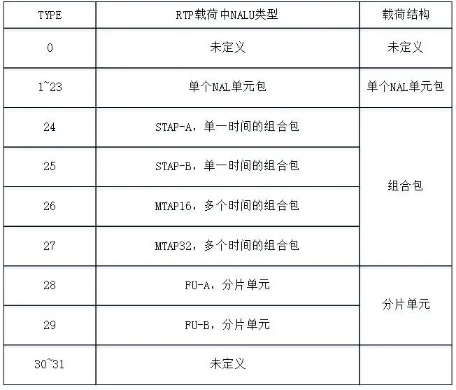 TYPE RTP载荷中NALU类型 载荷结构
0 未定义 未定义
1~23 单个NAL单元包 单个NAL单元包
24 STAP-A，单一时间的组合包
25 STAP-B，单一时间的组合包
组合包
26 MTAP16，多个时间的组合包
27 MTAP32，多个时间的组合包
28 FU-A，分片单元
分片单元
29 FU-B，分片单元
30~31 未定义